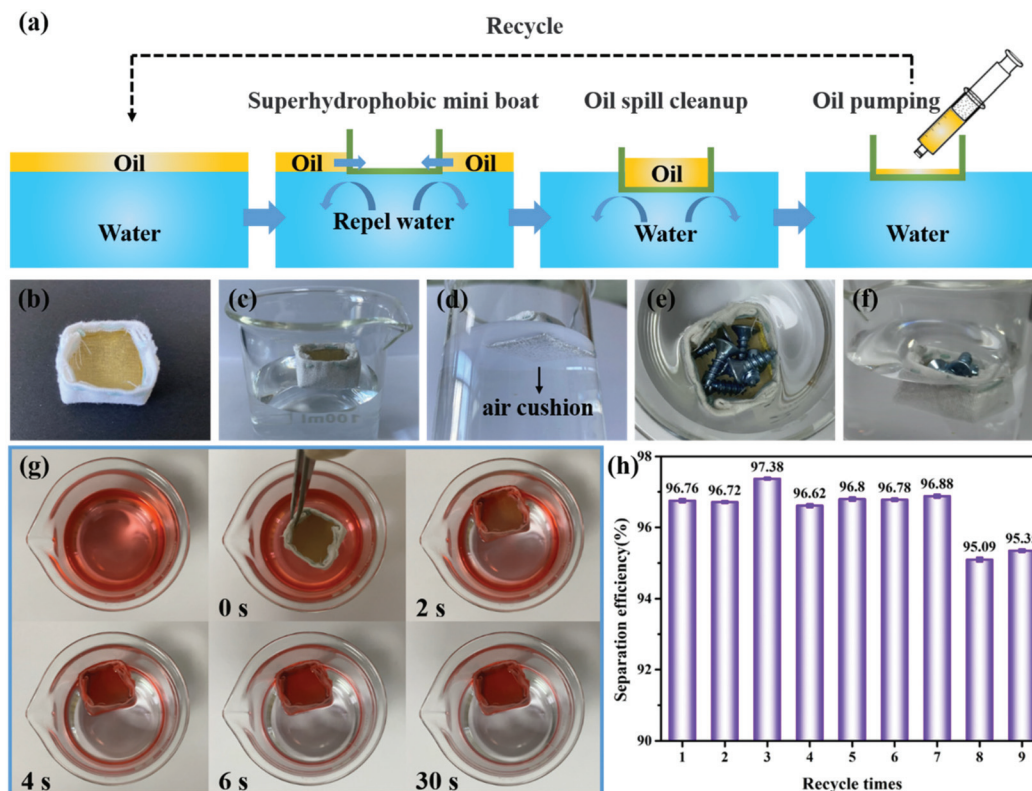 (a)
Recycle
Superhydrophobic mini boat
Oil spill cleanup
Oil pumping
Oil
Oil
Oil
Oil
Water
Repel water
Water
Water
(b)
(c)
(d)
(e)
(f)
air cushion
(g)
0 s
2 s
4 s
6 s
30 s
(h)
98
96
94
92
90
Separation efficiency(%)
96.76
96.72
97.38
96.62
96.8
96.78
96.88
95.09
1
2
3
4
5
6
7
8
9
Recycle times